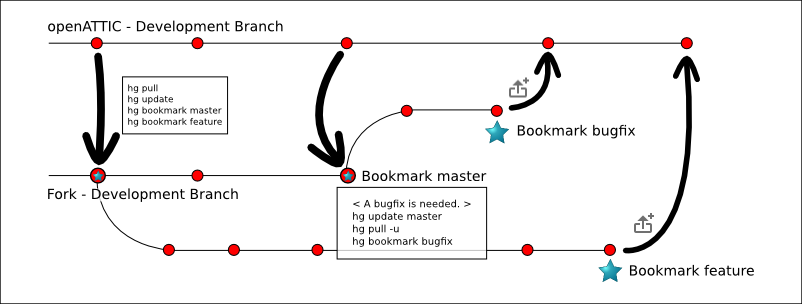 openATTIC - Development Branch
hg pull
hg update
hg bookmark master
hg bookmark feature
Bookmark bugfix
Bookmark master
Fork - Development Branch
< A bugfix is needed. >
hg update master
hg pull -u
hg bookmark bugfix
Bookmark feature